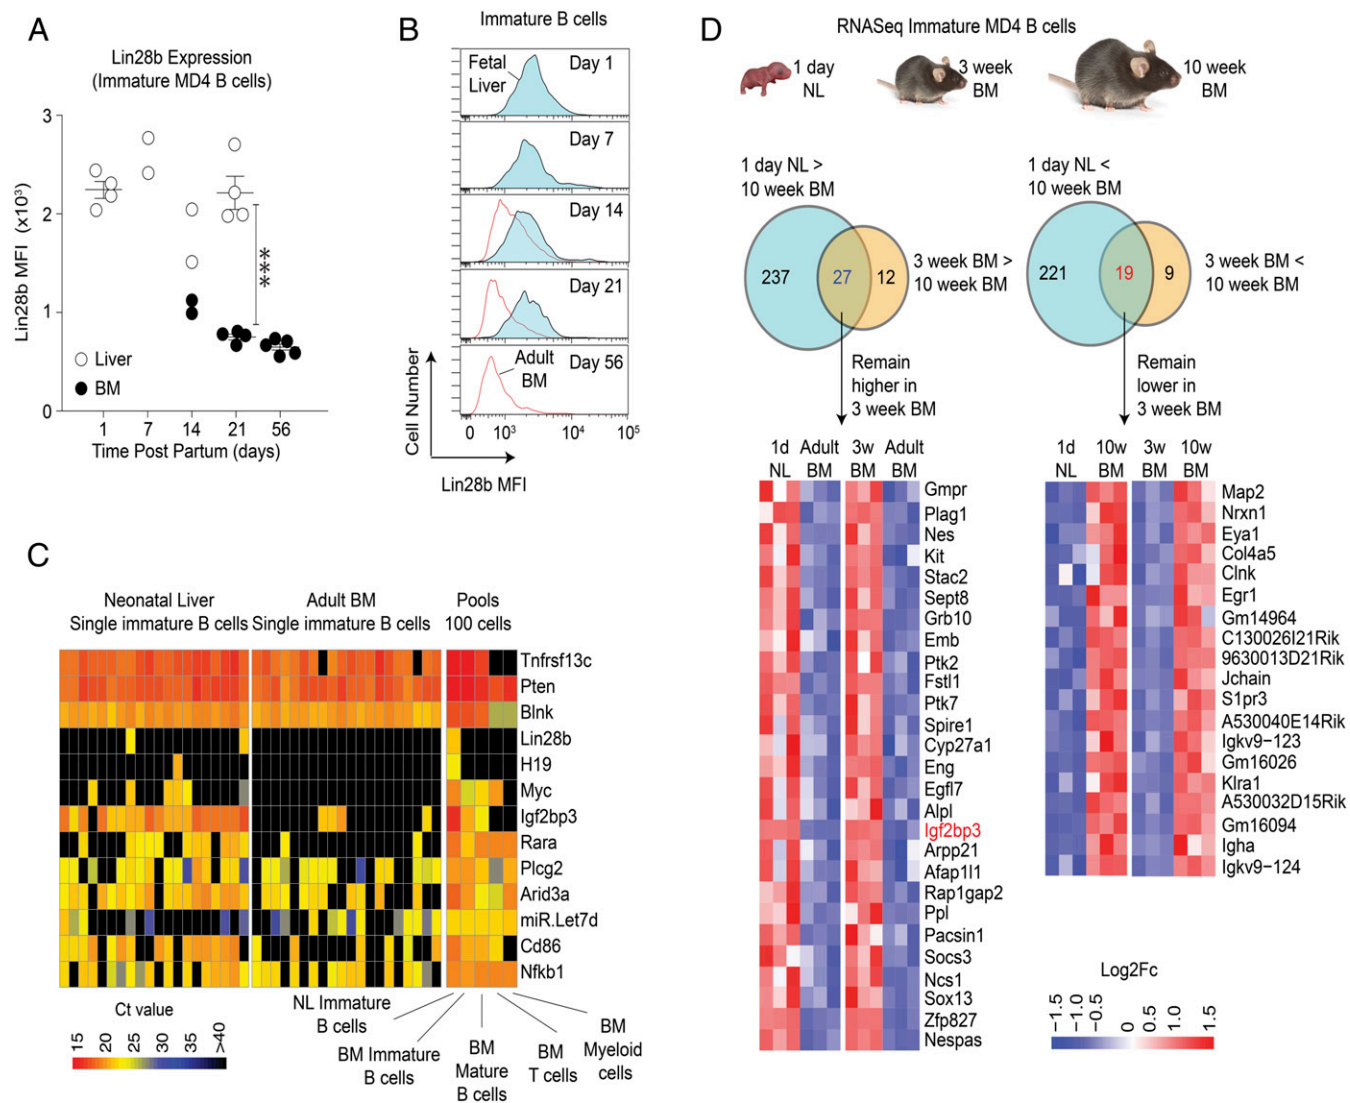 A
Lin28b Expression
(Immature MD4 B cells)
Lin28b MFI (x10³)
3
2
1
0
****
Liver
BM
1 7 14 21 56
Time Post Partum (days)
B
Immature B cells
Fetal
Liver
Day 1
Day 7
Day 14
Day 21
Adult
BM
Day 56
Cell Number
0 10³ 10⁴ 10⁵
Lin28b MFI
C
Neonatal Liver
Single immature B cells
Adult BM
Single immature B cells
Pools
100 cells
Tnfrsf13c
Pten
Blnk
Lin28b
H19
Myc
Igf2bp3
Rara
Plcg2
Arid3a
miR.Let7d
Cd86
Nfkb1
Ct value
15 20 25 30 35 >40
NL Immature
B cells
BM Immature
B cells
BM
Mature
B cells
BM
T cells
BM
Myeloid
cells
D
RNASeq Immature MD4 B cells
1 day
NL
3 week
BM
10 week
BM
1 day NL >
10 week BM
237
27
12
3 week BM >
10 week BM
Remain
higher in
3 week BM
1 day NL <
10 week BM
221
19
9
3 week BM <
10 week BM
Remain
lower in
3 week BM
1d Adult 3w Adult
NL BM BM BM
Gmpr
Plag1
Nes
Kit
Stac2
Sept8
Grb10
Emb
Ptk2
Fstl1
Ptk7
Spire1
Cyp27a1
Eng
Egfl7
Alpl
Igf2bp3
Arpp21
Afap1l1
Rap1gap2
Ppl
Pacsin1
Socs3
Ncs1
Sox13
Zfp827
Nespas
1d 10w 3w 10w
NL BM BM BM
Map2
Nrxn1
Eya1
Col4a5
Clnk
Egr1
Gm14964
C130026I21Rik
9630013D21Rik
Jchain
S1pr3
A530040E14Rik
Igkv9−123
Gm16026
Klra1
A530032D15Rik
Gm16094
Igha
Igkv9−124
Log2Fc
−1.5 −1.0 −0.5 0 0.5 1.0 1.5